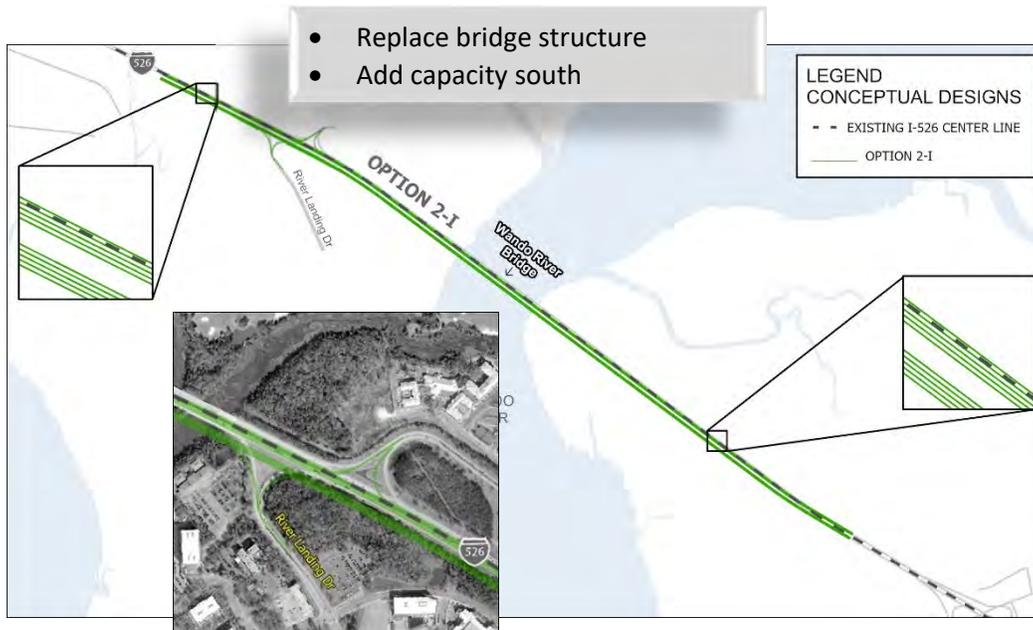 • Replace bridge structure
• Add capacity south
526
LEGEND
CONCEPTUAL DESIGNS
EXISTING I-526 CENTER LINE
OPTION 2-I
River Landing Dr
OPTION 2-I
Wando River
Bridge
River Landing Dr
526